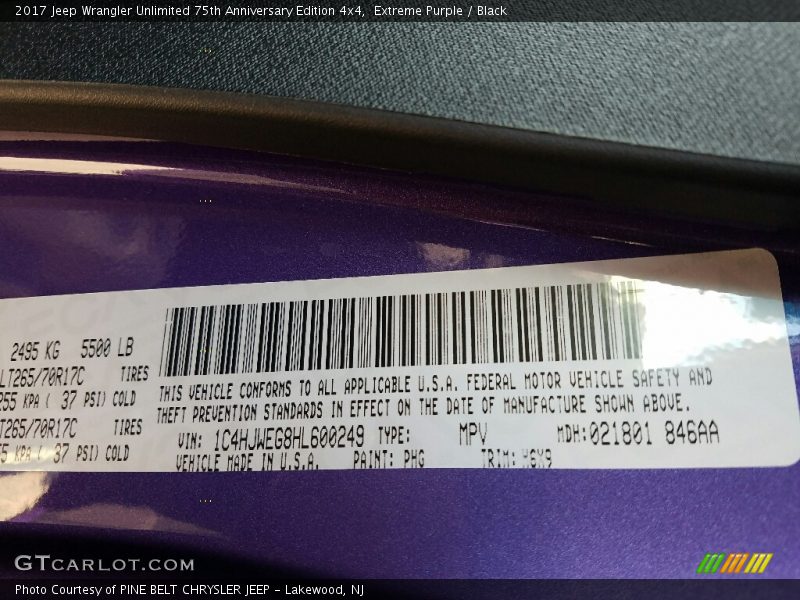 2017 Jeep Wrangler Unlimited 75th Anniversary Edition 4x4, Extreme Purple / Black
2495 KG 5500 LB
LT265/70R17C TIRES
255 KPA ( 37 PSI) COLD
T265/70R17C TIRES
5 KPA ( 37 PSI) COLD
THIS VEHICLE CONFORMS TO ALL APPLICABLE U.S.A. FEDERAL MOTOR VEHICLE SAFETY AND
THEFT PREVENTION STANDARDS IN EFFECT ON THE DATE OF MANUFACTURE SHOWN ABOVE.
VIN: 1C4HJWEG8HL600249 TYPE: MPV MDH:021801 846AA
VEHICLE MADE IN U.S.A. PAINT: PHG TRIM:
GTCARLOT.COM
Photo Courtesy of PINE BELT CHRYSLER JEEP - Lakewood, NJ